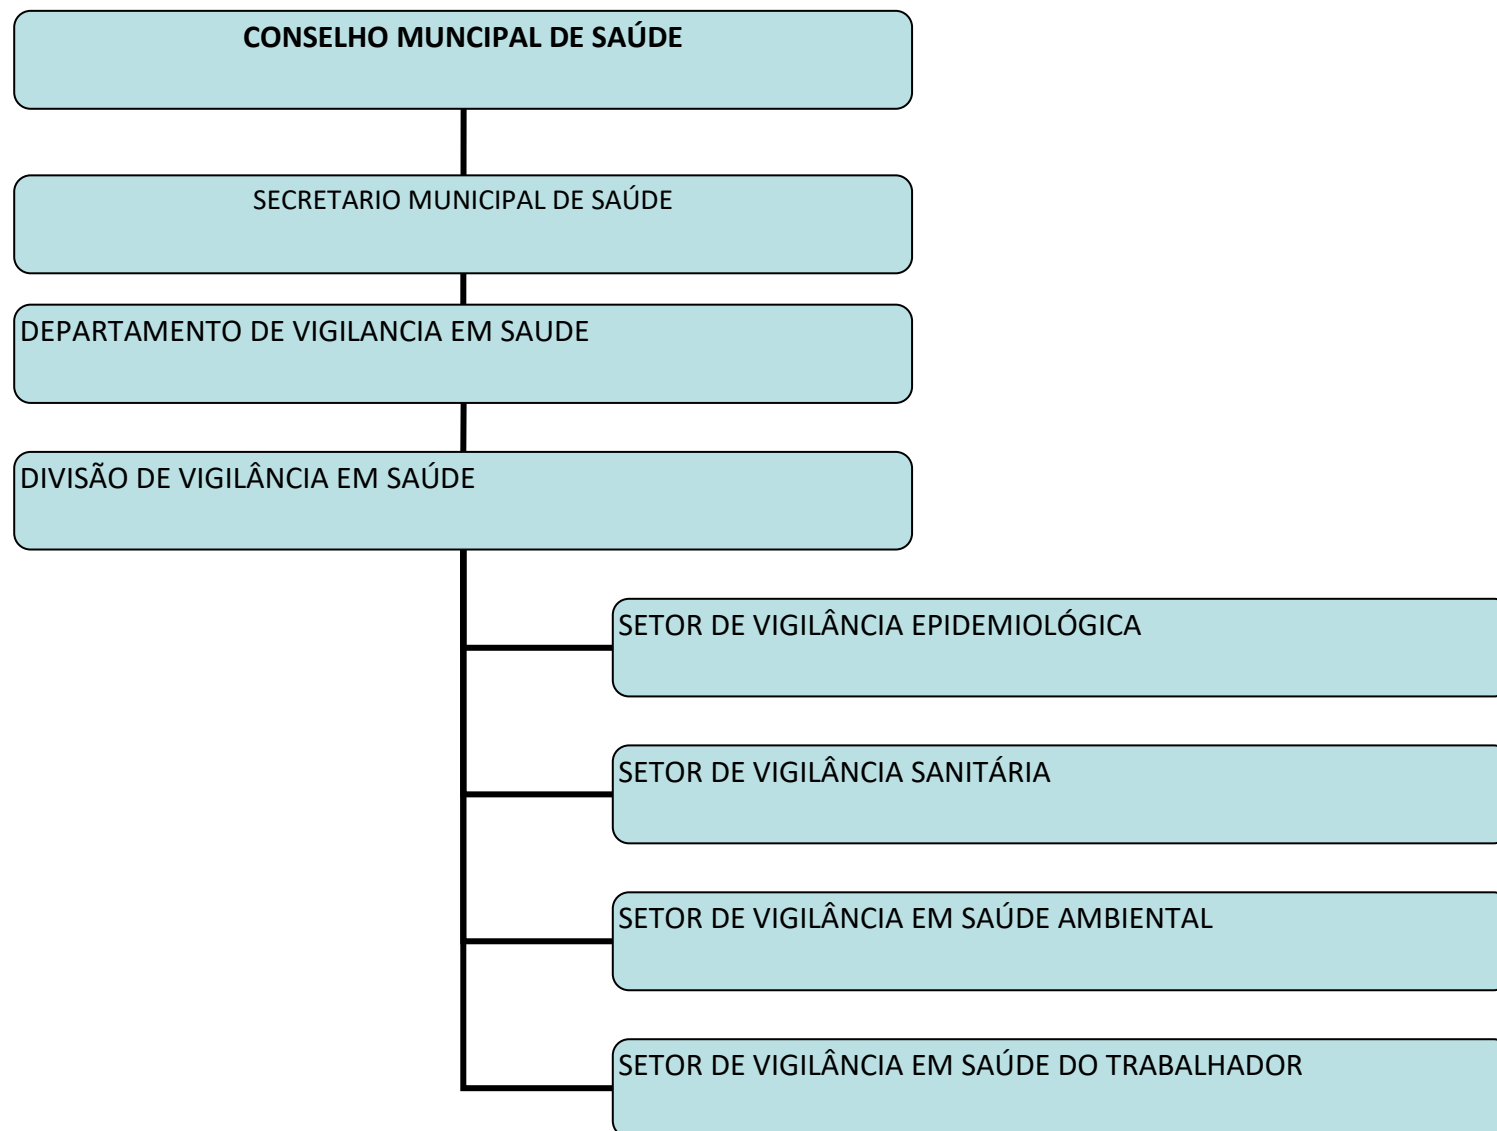 CONSELHO MUNCIPAL DE SAÚDE
SECRETARIO MUNICIPAL DE SAÚDE
DEPARTAMENTO DE VIGILANCIA EM SAUDE
DIVISÃO DE VIGILÂNCIA EM SAÚDE
SETOR DE VIGILÂNCIA EPIDEMIOLÓGICA
SETOR DE VIGILÂNCIA SANITÁRIA
SETOR DE VIGILÂNCIA EM SAÚDE AMBIENTAL
SETOR DE VIGILÂNCIA EM SAÚDE DO TRABALHADOR